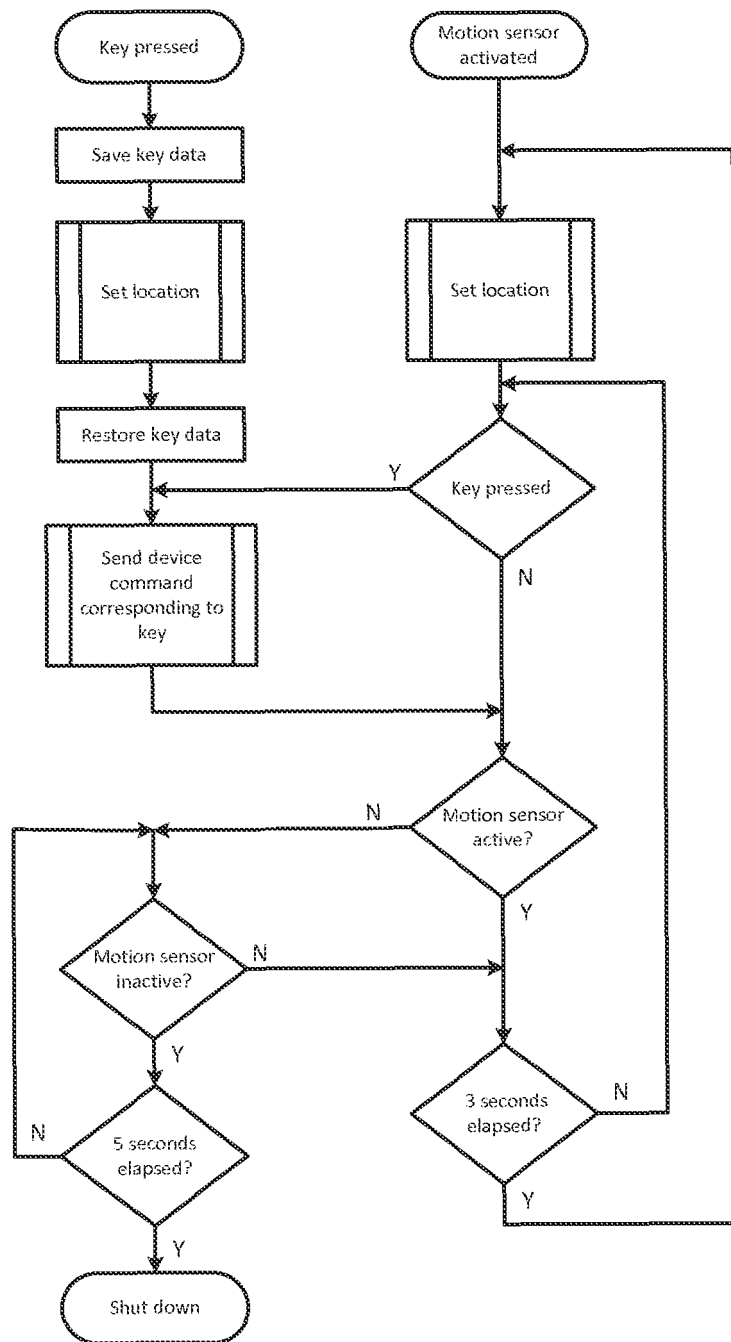 Key pressed
Motion sensor
activated
Save key data
Set location
Set location
Restore key data
Y
Key pressed
N
Send device
command
corresponding to
key
N
Motion sensor
active?
Y
Motion sensor
inactive?
N
Y
3 seconds
elapsed?
N
N
5 seconds
elapsed?
Y
Y
Shut down